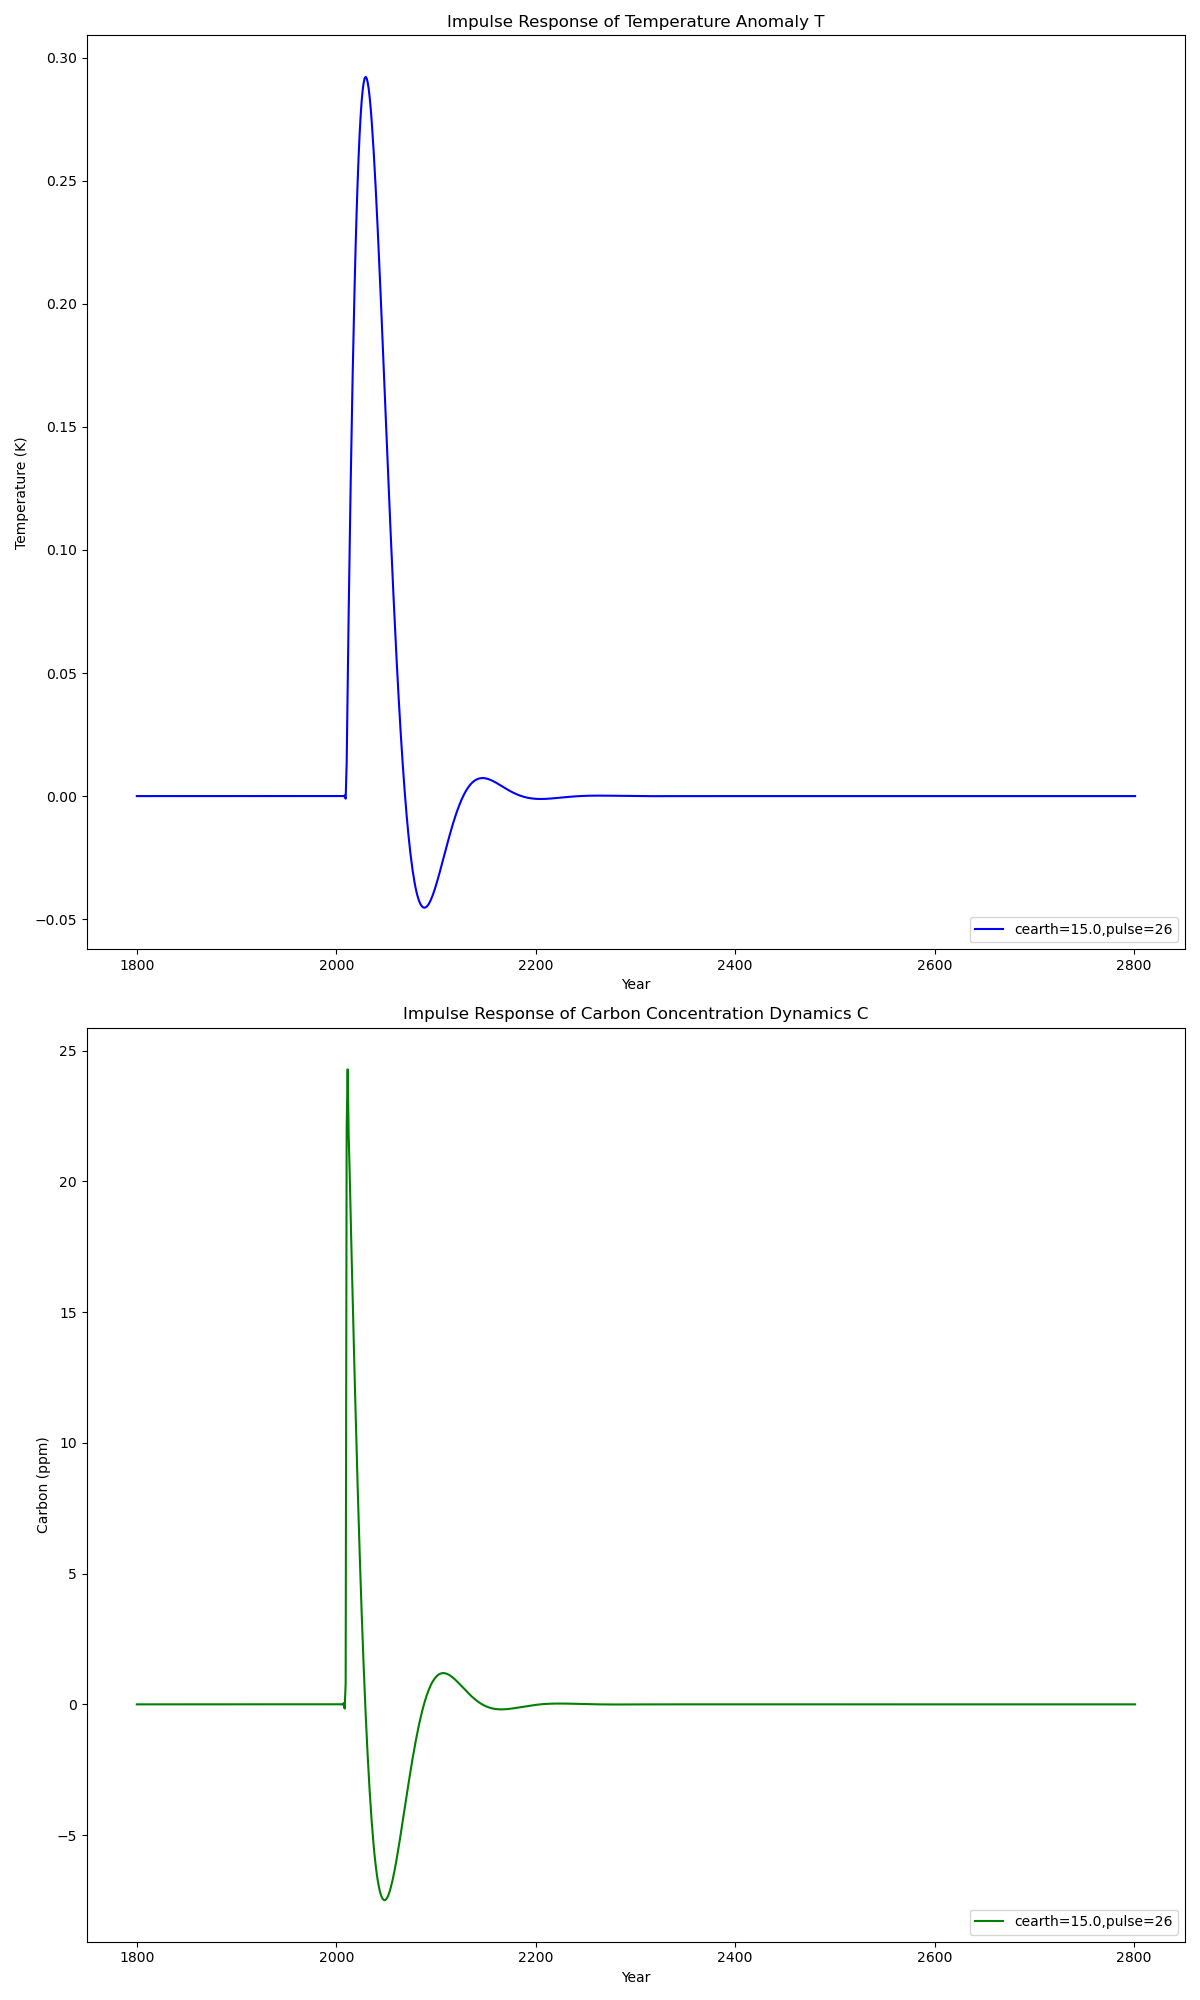 Impulse Response of Temperature Anomaly T
0.30
0.25
0.20
0.15
0.10
0.05
0.00
−0.05
Temperature (K)
cearth=15.0,pulse=26
1800 2000 2200 2400 2600 2800
Year
Impulse Response of Carbon Concentration Dynamics C
25
20
15
10
5
0
−5
Carbon (ppm)
cearth=15.0,pulse=26
1800 2000 2200 2400 2600 2800
Year